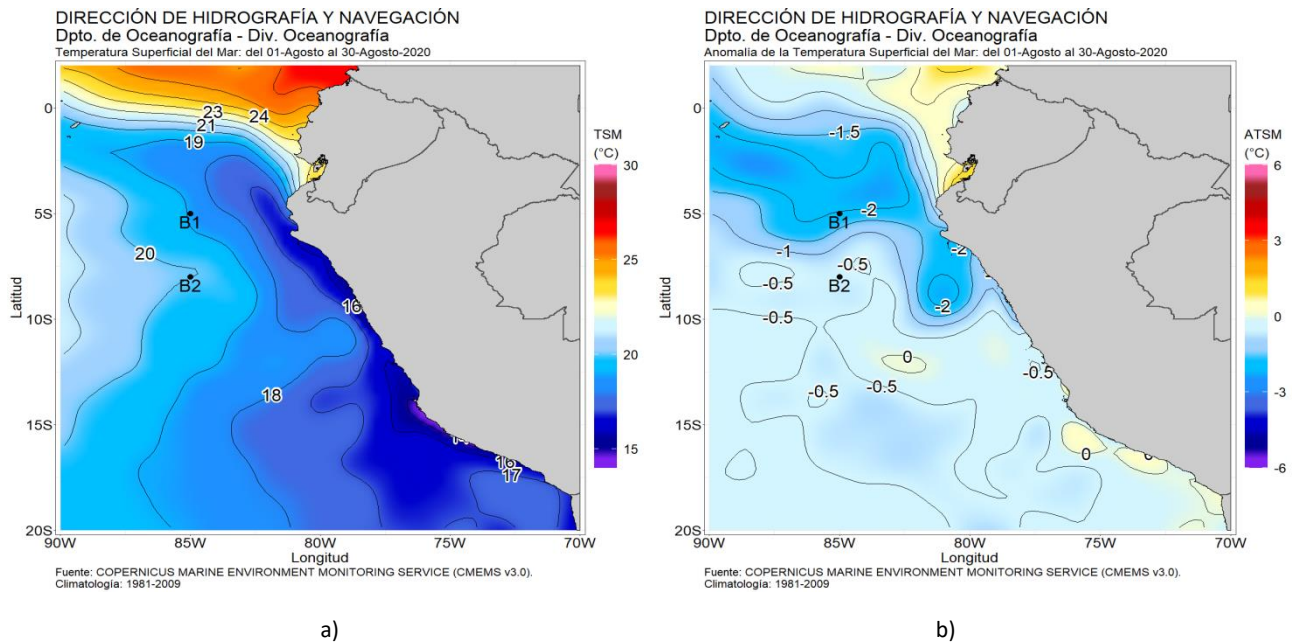 a)
DIRECCIÓN DE HIDROGRAFÍA Y NAVEGACIÓN
Dpto. de Oceanografía - Div. Oceanografía
Temperatura Superficial del Mar: del 01-Agosto al 30-Agosto-2020
0
5S
10S
15S
20S
Latitud
90W
85W
80W
75W
70W
Longitud
23
24
21
19
B1
20
B2
16
18
16
17
TSM
(°C)
30
25
20
15
Fuente: COPERNICUS MARINE ENVIRONMENT MONITORING SERVICE (CMEMS v3.0).
Climatología: 1981-2009
a)
b)
DIRECCIÓN DE HIDROGRAFÍA Y NAVEGACIÓN
Dpto. de Oceanografía - Div. Oceanografía
Anomalia de la Temperatura Superficial del Mar: del 01-Agosto al 30-Agosto-2020
0
5S
10S
15S
20S
Latitud
90W
85W
80W
75W
70W
Longitud
-1.5
-2
B1
-2
-1
-0.5
-0.5
B2
-2
-0.5
0
-0.5
-0.5
-0.5
0
ATSM
(°C)
6
3
0
-3
-6
Fuente: COPERNICUS MARINE ENVIRONMENT MONITORING SERVICE (CMEMS v3.0).
Climatología: 1981-2009
b)